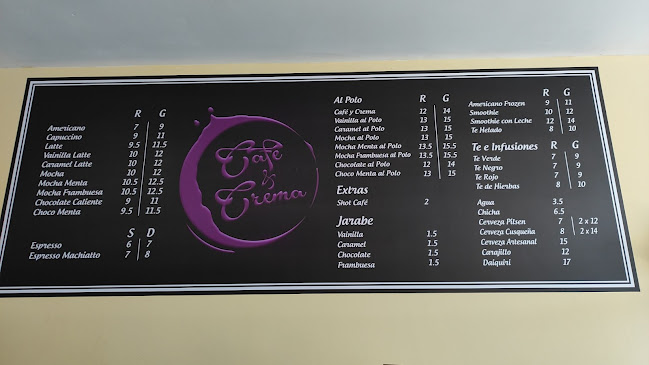 R G
Americano 7 9
Capuccino 9 11
Latte 9.5 11.5
Vainilla Latte 10 12
Caramel Latte 10 12
Mocha 10 12
Mocha Menta 10.5 12.5
Mocha Frambuesa 10.5 12.5
Chocolate Caliente 9 11
Choco Menta 9.5 11.5
S D
Espresso 6 7
Espresso Machiatto 7 8
Café
&
Crema
Al Polo R G
Café y Crema 12 14
Vainilla al Polo 13 15
Caramel al Polo 13 15
Mocha al Polo 13 15
Mocha Menta al Polo 13.5 15.5
Mocha Frambuesa al Polo 13.5 15.5
Chocolate al Polo 12 14
Choco Menta al Polo 13 15
Extras
Shot Café 2
Jarabe
Vainilla 1.5
Caramel 1.5
Chocolate 1.5
Frambuesa 1.5
R G
Americano Frozen 9 11
Smoothie 10 12
Smoothie con Leche 12 14
Te Helado 8 10
Te e Infusiones R G
Te Verde 7 9
Te Negro 7 9
Te Rojo 7 9
Te de Hierbas 8 10
Agua 3.5
Chicha 6.5
Cerveza Pilsen 7 2 x 12
Cerveza Cusqueña 8 2 x 14
Cerveza Artesanal 15
Carajillo 12
Daiquiri 17